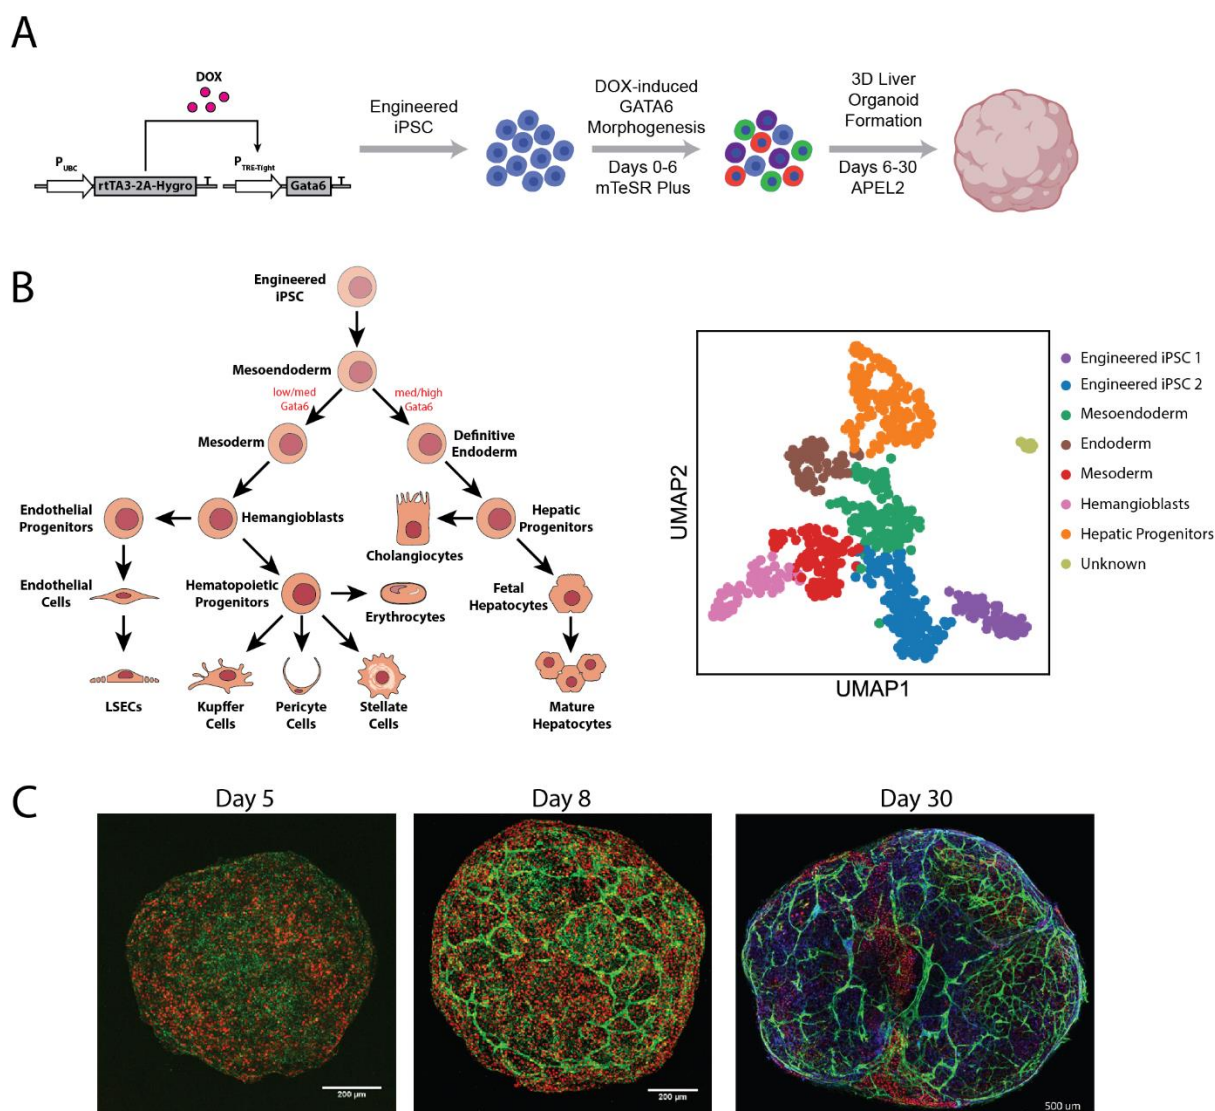 A
DOX
P UBC
rtTA3-2A-Hygro
P TRE-Tight
Gata6
Engineered
iPSC
DOX-induced
GATA6
Morphogenesis
Days 0-6
mTeSR Plus
3D Liver
Organoid
Formation
Days 6-30
APEL2
B
Engineered
iPSC
Mesoendoderm
low/med
Gata6
med/high
Gata6
Mesoderm
Definitive
Endoderm
Endothelial
Progenitors
Hemangioblasts
Cholangiocytes
Hepatic
Progenitors
Endothelial
Cells
Hematopoietic
Progenitors
Erythrocytes
Fetal
Hepatocytes
LSECs
Kupffer
Cells
Pericyte
Cells
Stellate
Cells
Mature
Hepatocytes
UMAP2
UMAP1
Engineered iPSC 1
Engineered iPSC 2
Mesoendoderm
Endoderm
Mesoderm
Hemangioblasts
Hepatic Progenitors
Unknown
C
Day 5
Day 8
Day 30
200 µm
200 µm
500 µm